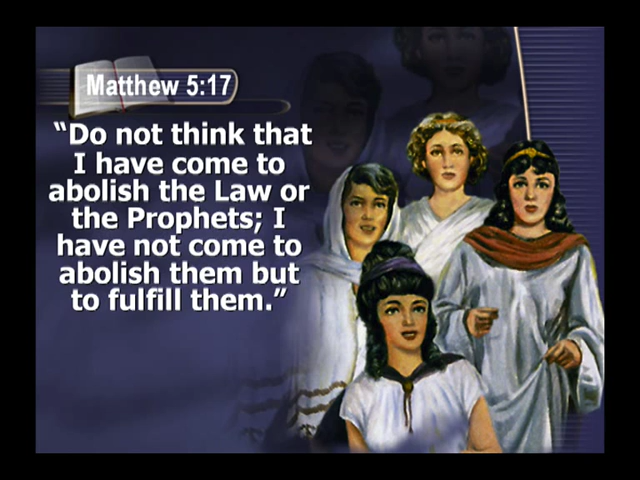 Matthew 5:17
“Do not think that
I have come to
abolish the Law or
the Prophets; I
have not come to
abolish them but
to fulfill them.”